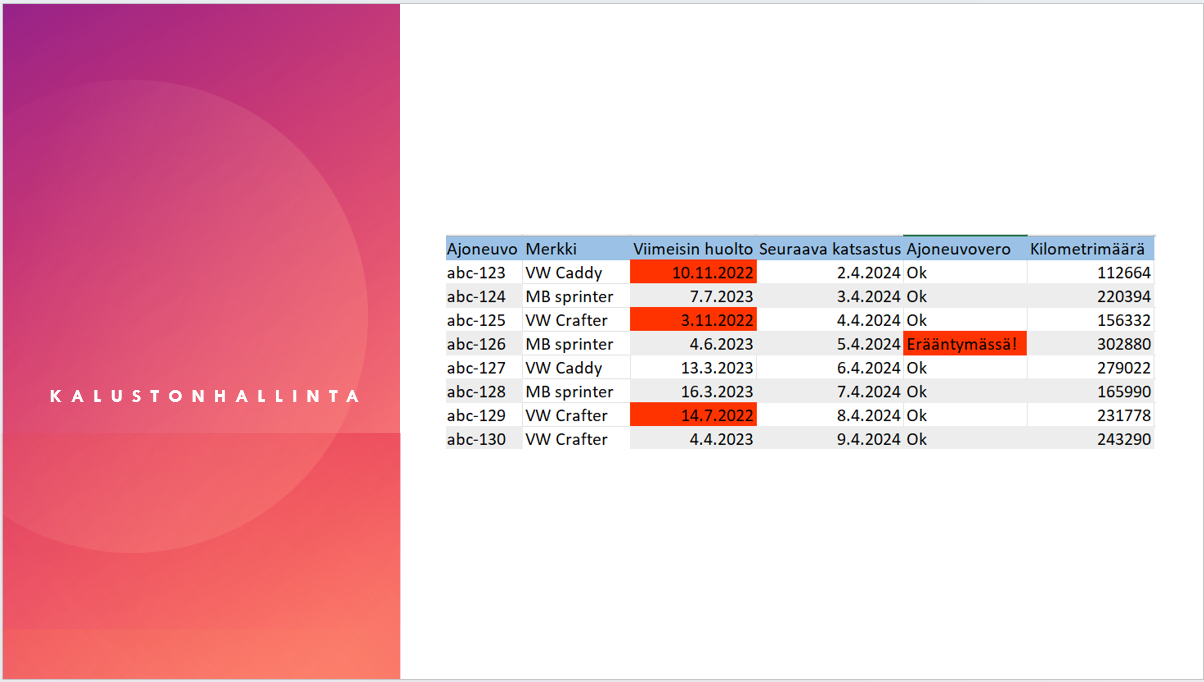 KALUSTONHALLINTA
Ajoneuvo Merkki Viimeisin huolto Seuraava katsastus Ajoneuvovero Kilometrimäärä
abc-123 VW Caddy 10.11.2022 2.4.2024 Ok 112664
abc-124 MB sprinter 7.7.2023 3.4.2024 Ok 220394
abc-125 VW Crafter 3.11.2022 4.4.2024 Ok 156332
abc-126 MB sprinter 4.6.2023 5.4.2024 Erääntymässä! 302880
abc-127 VW Caddy 13.3.2023 6.4.2024 Ok 279022
abc-128 MB sprinter 16.3.2023 7.4.2024 Ok 165990
abc-129 VW Crafter 14.7.2022 8.4.2024 Ok 231778
abc-130 VW Crafter 4.4.2023 9.4.2024 Ok 243290